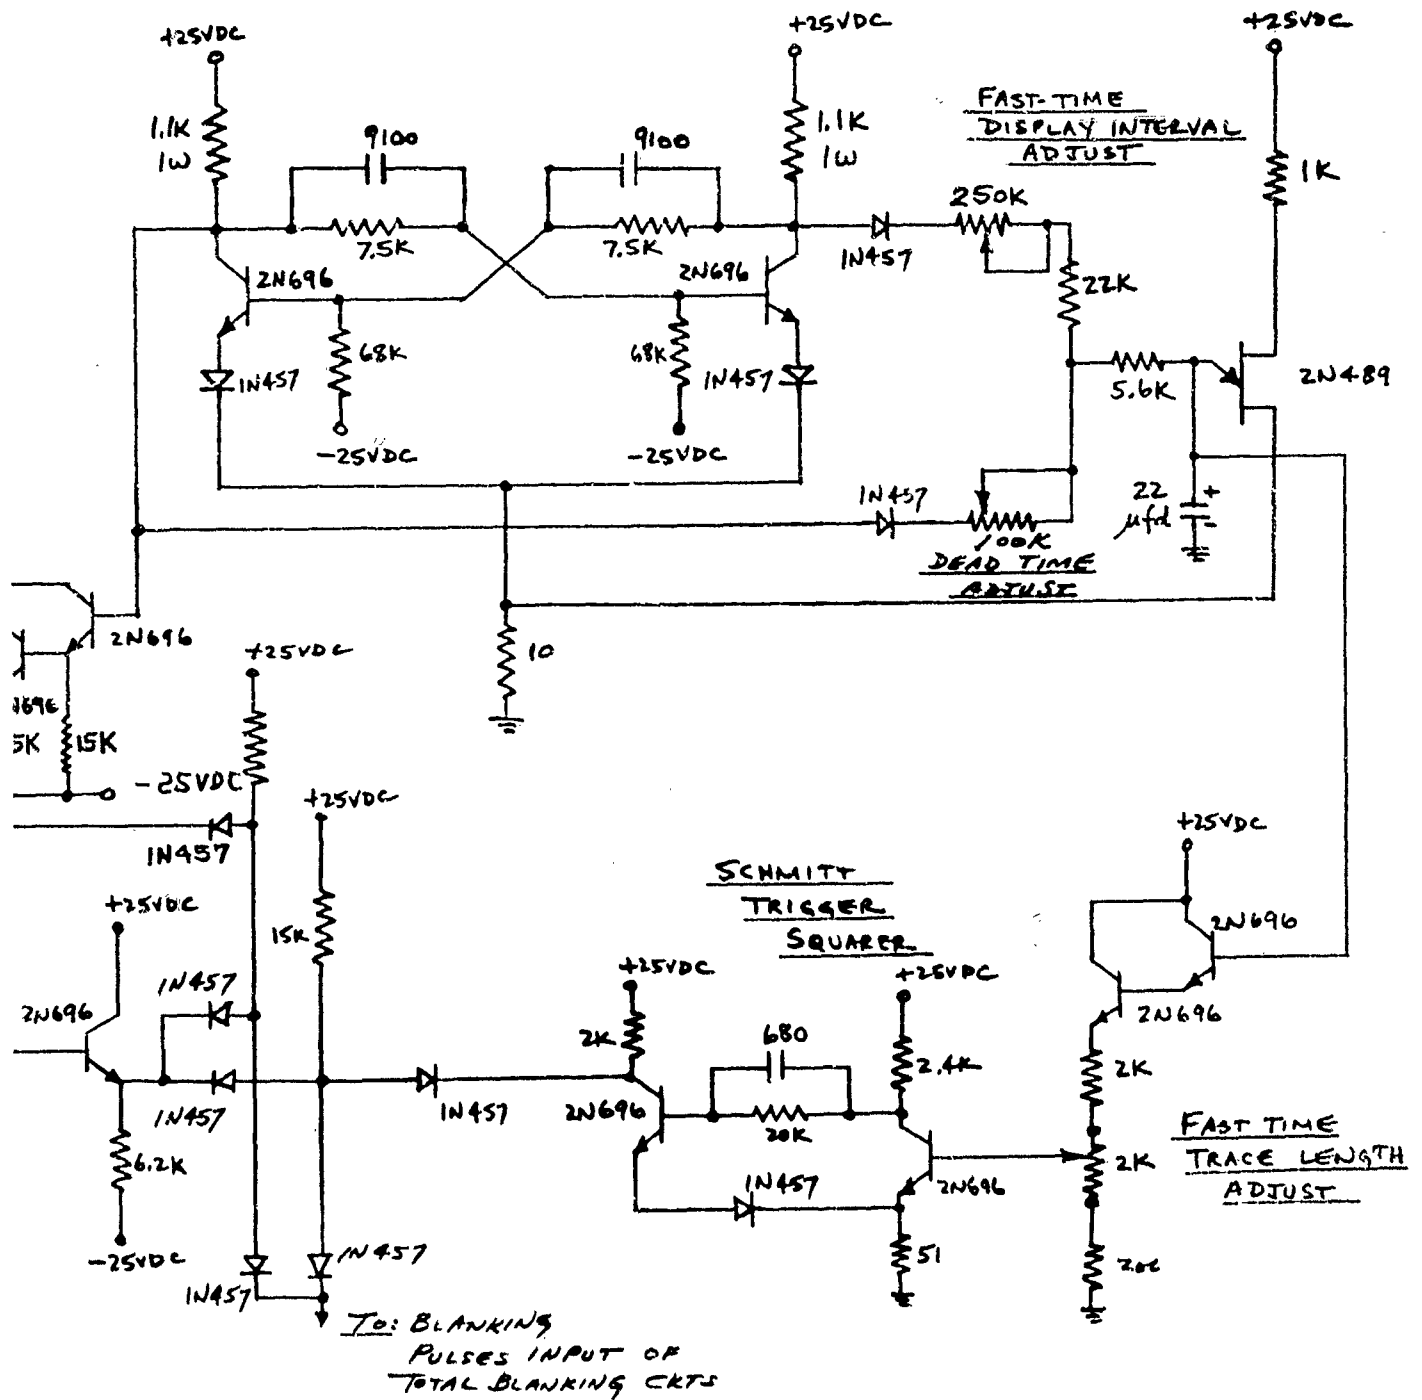 +25VDC
+25VDC
+25VDC
1.1K
1W
9100
9100
1.1K
1W
FAST-TIME
DISPLAY INTERVAL
ADJUST
1K
7.5K
7.5K
250K
1N457
2N696
2N696
22K
68K
68K
1N457
1N457
5.6K
2N489
-25VDC
-25VDC
1N457
22
µfd
+
-
100K
DEAD TIME
ADJUST
2N696
10
+25VDC
N696
5K
15K
-25VDC
+25VDC
1N457
+25VDC
SCHMITT
TRIGGER
SQUARER
+25VDC
15K
2N696
+25VDC
+25VDC
1N457
2N696
2K
680
2N696
2.4K
2K
1N457
1N457
2N696
20K
6.2K
2K
FAST TIME
TRACE LENGTH
ADJUST
1N457
2N696
-25VDC
1N457
51
1N457
TO: BLANKING
PULSES INPUT OF
TOTAL BLANKING CKTS